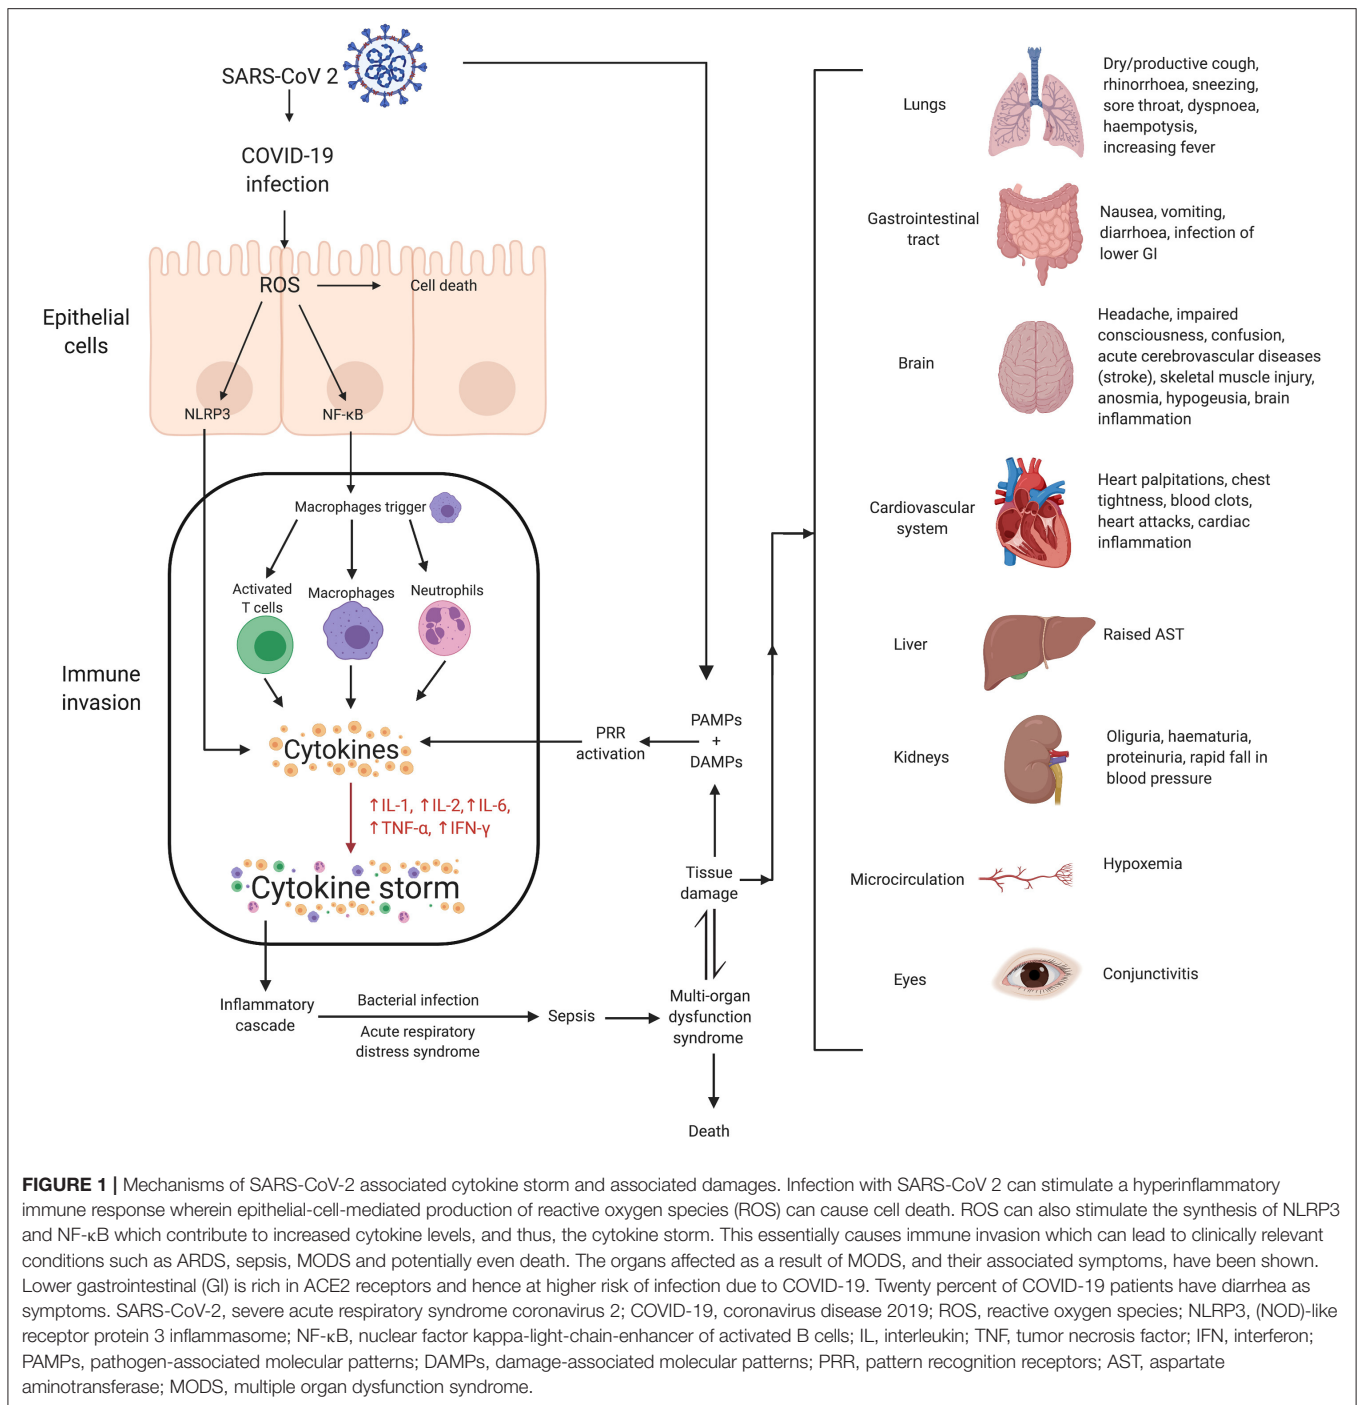 SARS-CoV 2
COVID-19
infection
Epithelial
cells
ROS
Cell death
NLRP3
NF-κB
Immune
invasion
Macrophages trigger
Activated
T cells
Macrophages
Neutrophils
Cytokines
↑IL-1, ↑IL-2,↑IL-6,
↑TNF-α, ↑IFN-γ
Cytokine storm
PRR
activation
PAMPs
+
DAMPs
Tissue
damage
Inflammatory
cascade
Bacterial infection
Acute respiratory
distress syndrome
Sepsis
Multi-organ
dysfunction
syndrome
Death
Lungs
Dry/productive cough,
rhinorrhoea, sneezing,
sore throat, dyspnoea,
haempotysis,
increasing fever
Gastrointestinal
tract
Nausea, vomiting,
diarrhoea, infection of
lower GI
Brain
Headache, impaired
consciousness, confusion,
acute cerebrovascular diseases
(stroke), skeletal muscle injury,
anosmia, hypogeusia, brain
inflammation
Cardiovascular
system
Heart palpitations, chest
tightness, blood clots,
heart attacks, cardiac
inflammation
Liver
Raised AST
Kidneys
Oliguria, haematuria,
proteinuria, rapid fall in
blood pressure
Microcirculation
Hypoxemia
Eyes
Conjunctivitis
FIGURE 1 | Mechanisms of SARS-CoV-2 associated cytokine storm and associated damages. Infection with SARS-CoV 2 can stimulate a hyperinflammatory
immune response wherein epithelial-cell-mediated production of reactive oxygen species (ROS) can cause cell death. ROS can also stimulate the synthesis of NLRP3
and NF-κB which contribute to increased cytokine levels, and thus, the cytokine storm. This essentially causes immune invasion which can lead to clinically relevant
conditions such as ARDS, sepsis, MODS and potentially even death. The organs affected as a result of MODS, and their associated symptoms, have been shown.
Lower gastrointestinal (GI) is rich in ACE2 receptors and hence at higher risk of infection due to COVID-19. Twenty percent of COVID-19 patients have diarrhea as
symptoms. SARS-CoV-2, severe acute respiratory syndrome coronavirus 2; COVID-19, coronavirus disease 2019; ROS, reactive oxygen species; NLRP3, (NOD)-like
receptor protein 3 inflammasome; NF-κB, nuclear factor kappa-light-chain-enhancer of activated B cells; IL, interleukin; TNF, tumor necrosis factor; IFN, interferon;
PAMPs, pathogen-associated molecular patterns; DAMPs, damage-associated molecular patterns; PRR, pattern recognition receptors; AST, aspartate
aminotransferase; MODS, multiple organ dysfunction syndrome.